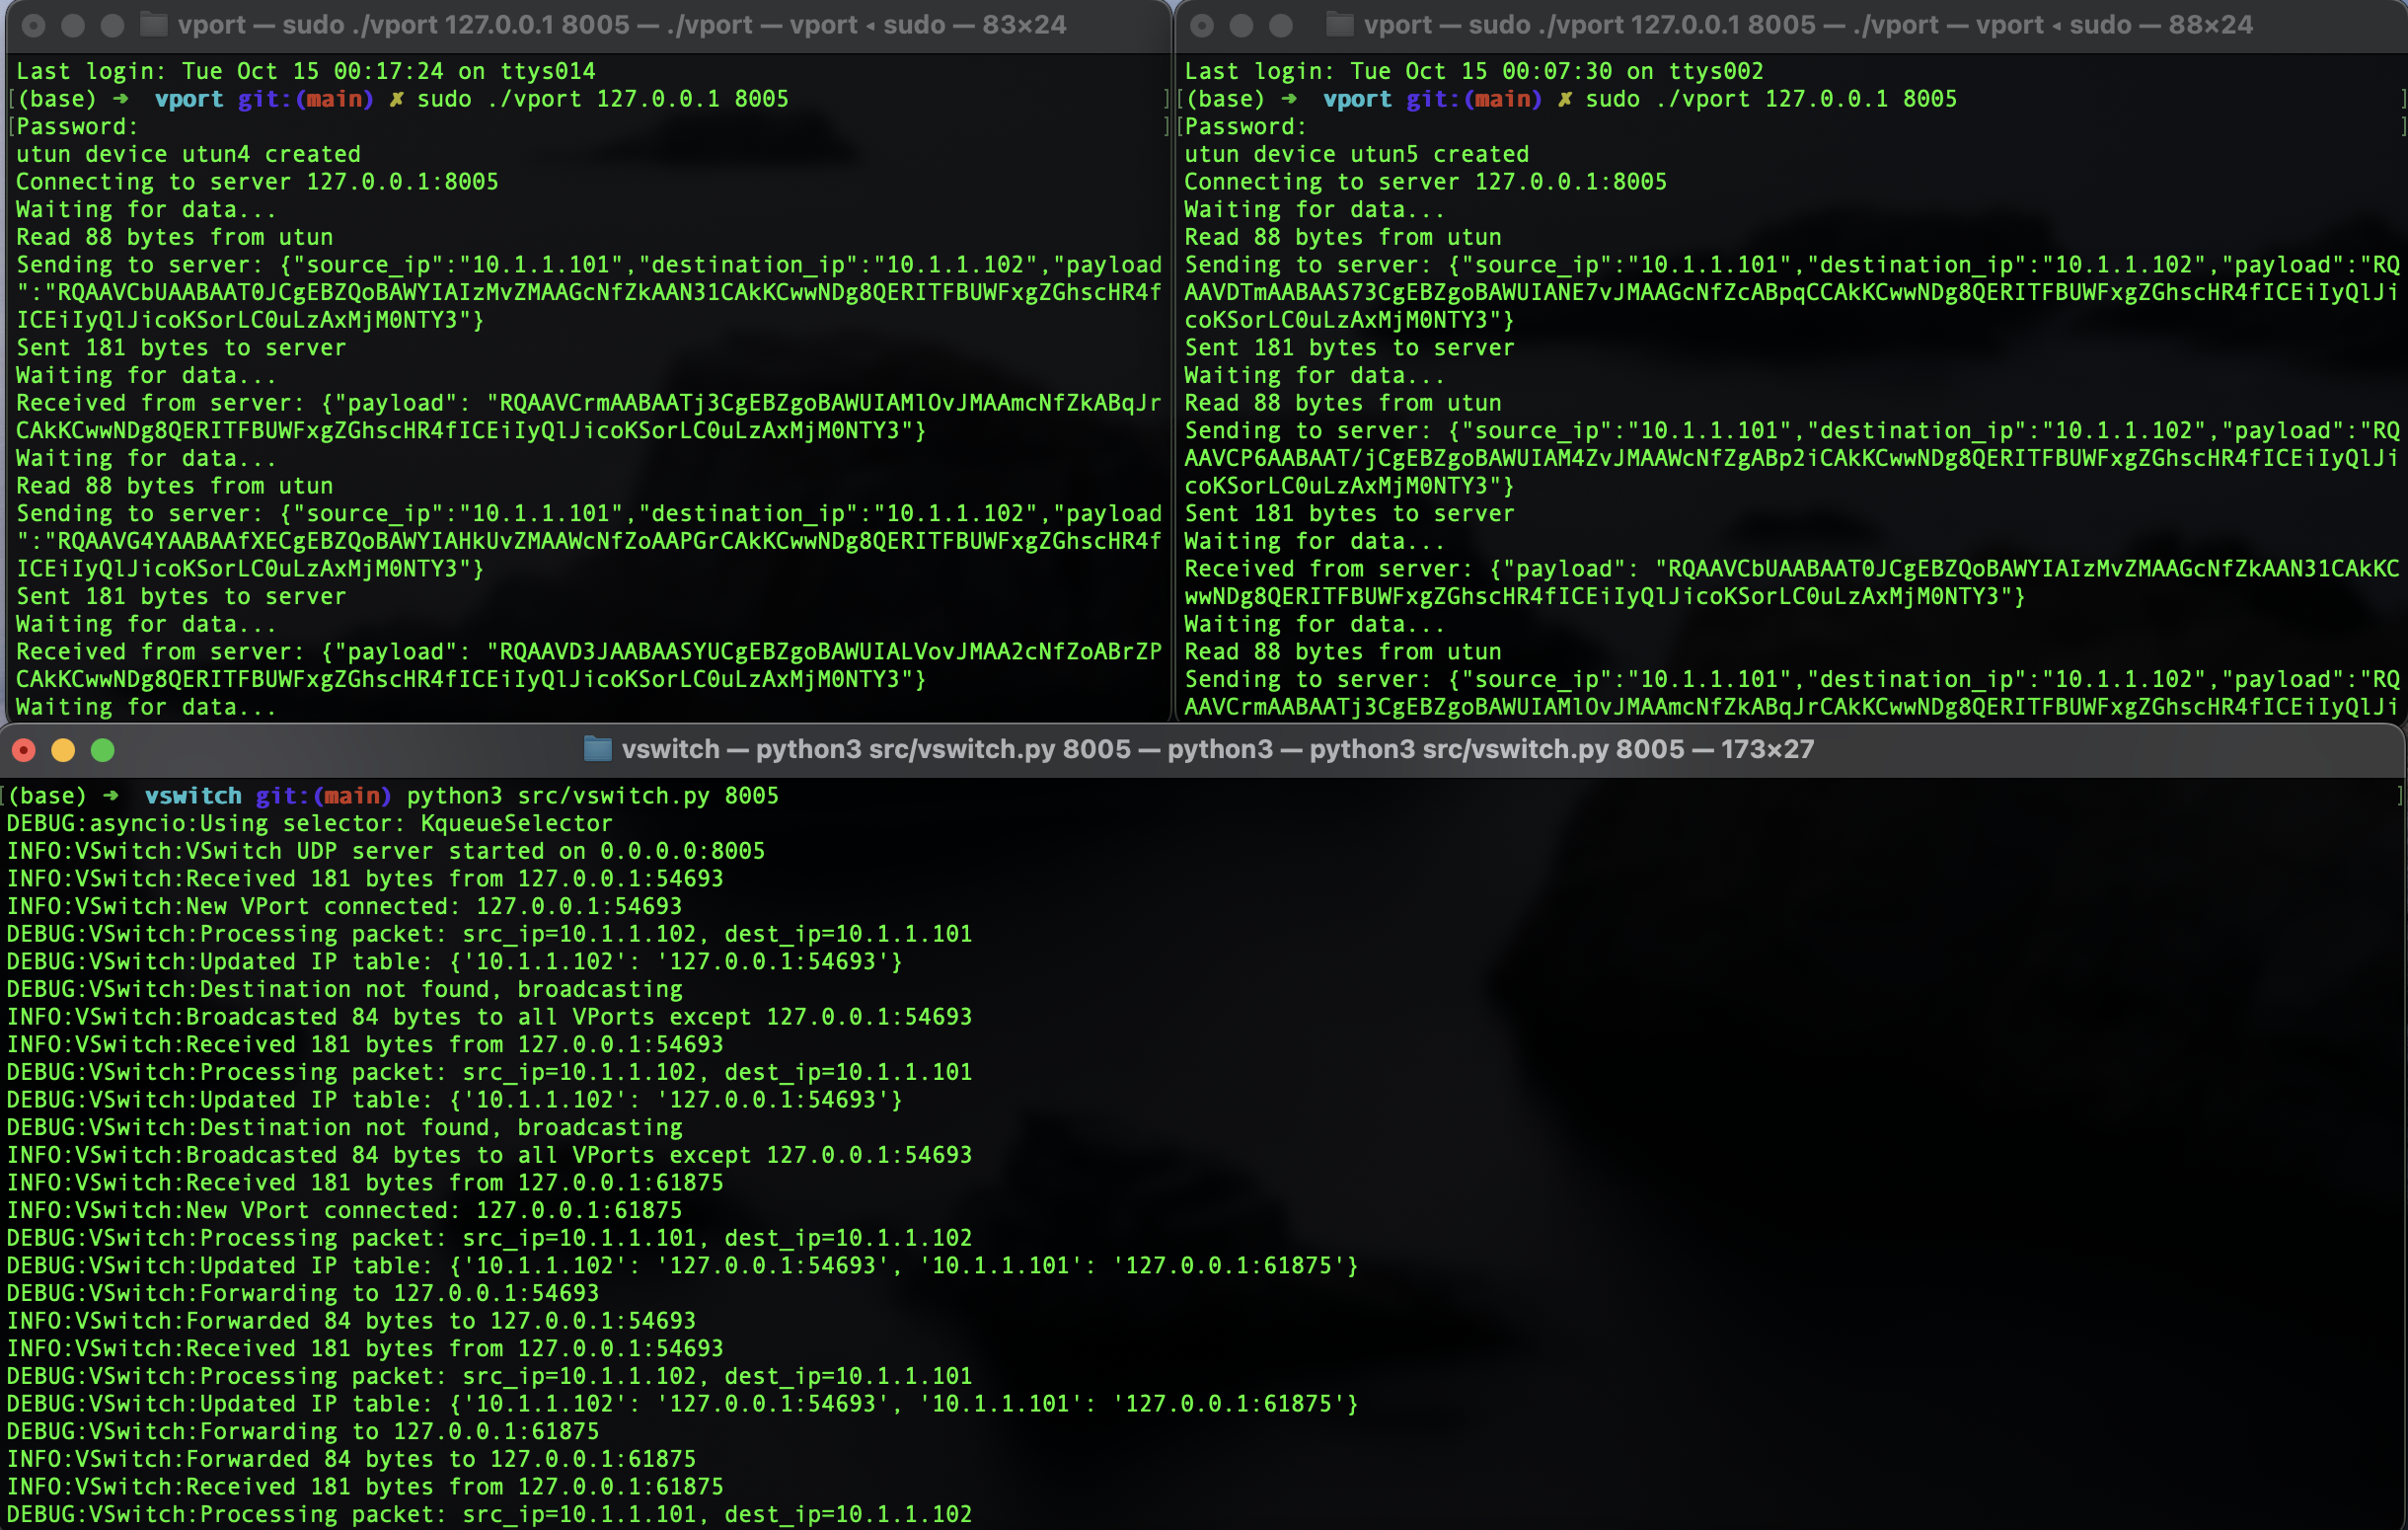 vport — sudo ./vport 127.0.0.1 8005 — ./vport — vport ◂ sudo — 83×24
Last login: Tue Oct 15 00:17:24 on ttys014
[(base) ➜  vport git:(main) ✗ sudo ./vport 127.0.0.1 8005 ]
[Password: ]
utun device utun4 created
Connecting to server 127.0.0.1:8005
Waiting for data...
Read 88 bytes from utun
Sending to server: {"source_ip":"10.1.1.101","destination_ip":"10.1.1.102","payload
":"RQAAVCbUAABAAT0JCgEBZQoBAWYIAIzMvZMAAGcNfZkAAN31CAkKCwwNDg8QERITFBUWFxgZGhscHR4f
ICEiIyQlJicoKSorLC0uLzAxMjM0NTY3"}
Sent 181 bytes to server
Waiting for data...
Received from server: {"payload": "RQAAVCrmAABAATj3CgEBZgoBAWUIAMlOvJMAAmcNfZkABqJr
CAkKCwwNDg8QERITFBUWFxgZGhscHR4fICEiIyQlJicoKSorLC0uLzAxMjM0NTY3"}
Waiting for data...
Read 88 bytes from utun
Sending to server: {"source_ip":"10.1.1.101","destination_ip":"10.1.1.102","payload
":"RQAAVG4YAABAAfXECgEBZQoBAWYIAHkUvZMAAWcNfZoAAPGrCAkKCwwNDg8QERITFBUWFxgZGhscHR4f
ICEiIyQlJicoKSorLC0uLzAxMjM0NTY3"}
Sent 181 bytes to server
Waiting for data...
Received from server: {"payload": "RQAAVD3JAABAASYUCgEBZgoBAWUIALVovJMAA2cNfZoABrZP
CAkKCwwNDg8QERITFBUWFxgZGhscHR4fICEiIyQlJicoKSorLC0uLzAxMjM0NTY3"}
Waiting for data...
vport — sudo ./vport 127.0.0.1 8005 — ./vport — vport ◂ sudo — 88×24
Last login: Tue Oct 15 00:07:30 on ttys002
[(base) ➜  vport git:(main) ✗ sudo ./vport 127.0.0.1 8005 ]
[Password: ]
utun device utun5 created
Connecting to server 127.0.0.1:8005
Waiting for data...
Read 88 bytes from utun
Sending to server: {"source_ip":"10.1.1.101","destination_ip":"10.1.1.102","payload":"RQ
AAVDTmAABAAS73CgEBZgoBAWUIANE7vJMAAGcNfZcABpqCCAkKCwwNDg8QERITFBUWFxgZGhscHR4fICEiIyQlJi
coKSorLC0uLzAxMjM0NTY3"}
Sent 181 bytes to server
Waiting for data...
Read 88 bytes from utun
Sending to server: {"source_ip":"10.1.1.101","destination_ip":"10.1.1.102","payload":"RQ
AAVCP6AABAAT/jCgEBZgoBAWUIAM4ZvJMAAWcNfZgABp2iCAkKCwwNDg8QERITFBUWFxgZGhscHR4fICEiIyQlJi
coKSorLC0uLzAxMjM0NTY3"}
Sent 181 bytes to server
Waiting for data...
Received from server: {"payload": "RQAAVCbUAABAAT0JCgEBZQoBAWYIAIzMvZMAAGcNfZkAAN31CAkKC
wwNDg8QERITFBUWFxgZGhscHR4fICEiIyQlJicoKSorLC0uLzAxMjM0NTY3"}
Waiting for data...
Read 88 bytes from utun
Sending to server: {"source_ip":"10.1.1.101","destination_ip":"10.1.1.102","payload":"RQ
AAVCrmAABAATj3CgEBZgoBAWUIAMlOvJMAAmcNfZkABqJrCAkKCwwNDg8QERITFBUWFxgZGhscHR4fICEiIyQlJi
vswitch — python3 src/vswitch.py 8005 — python3 — python3 src/vswitch.py 8005 — 173×27
[(base) ➜  vswitch git:(main) python3 src/vswitch.py 8005 ]
DEBUG:asyncio:Using selector: KqueueSelector
INFO:VSwitch:VSwitch UDP server started on 0.0.0.0:8005
INFO:VSwitch:Received 181 bytes from 127.0.0.1:54693
INFO:VSwitch:New VPort connected: 127.0.0.1:54693
DEBUG:VSwitch:Processing packet: src_ip=10.1.1.102, dest_ip=10.1.1.101
DEBUG:VSwitch:Updated IP table: {'10.1.1.102': '127.0.0.1:54693'}
DEBUG:VSwitch:Destination not found, broadcasting
INFO:VSwitch:Broadcasted 84 bytes to all VPorts except 127.0.0.1:54693
INFO:VSwitch:Received 181 bytes from 127.0.0.1:54693
DEBUG:VSwitch:Processing packet: src_ip=10.1.1.102, dest_ip=10.1.1.101
DEBUG:VSwitch:Updated IP table: {'10.1.1.102': '127.0.0.1:54693'}
DEBUG:VSwitch:Destination not found, broadcasting
INFO:VSwitch:Broadcasted 84 bytes to all VPorts except 127.0.0.1:54693
INFO:VSwitch:Received 181 bytes from 127.0.0.1:61875
INFO:VSwitch:New VPort connected: 127.0.0.1:61875
DEBUG:VSwitch:Processing packet: src_ip=10.1.1.101, dest_ip=10.1.1.102
DEBUG:VSwitch:Updated IP table: {'10.1.1.102': '127.0.0.1:54693', '10.1.1.101': '127.0.0.1:61875'}
DEBUG:VSwitch:Forwarding to 127.0.0.1:54693
INFO:VSwitch:Forwarded 84 bytes to 127.0.0.1:54693
INFO:VSwitch:Received 181 bytes from 127.0.0.1:54693
DEBUG:VSwitch:Processing packet: src_ip=10.1.1.102, dest_ip=10.1.1.101
DEBUG:VSwitch:Updated IP table: {'10.1.1.102': '127.0.0.1:54693', '10.1.1.101': '127.0.0.1:61875'}
DEBUG:VSwitch:Forwarding to 127.0.0.1:61875
INFO:VSwitch:Forwarded 84 bytes to 127.0.0.1:61875
INFO:VSwitch:Received 181 bytes from 127.0.0.1:61875
DEBUG:VSwitch:Processing packet: src_ip=10.1.1.101, dest_ip=10.1.1.102